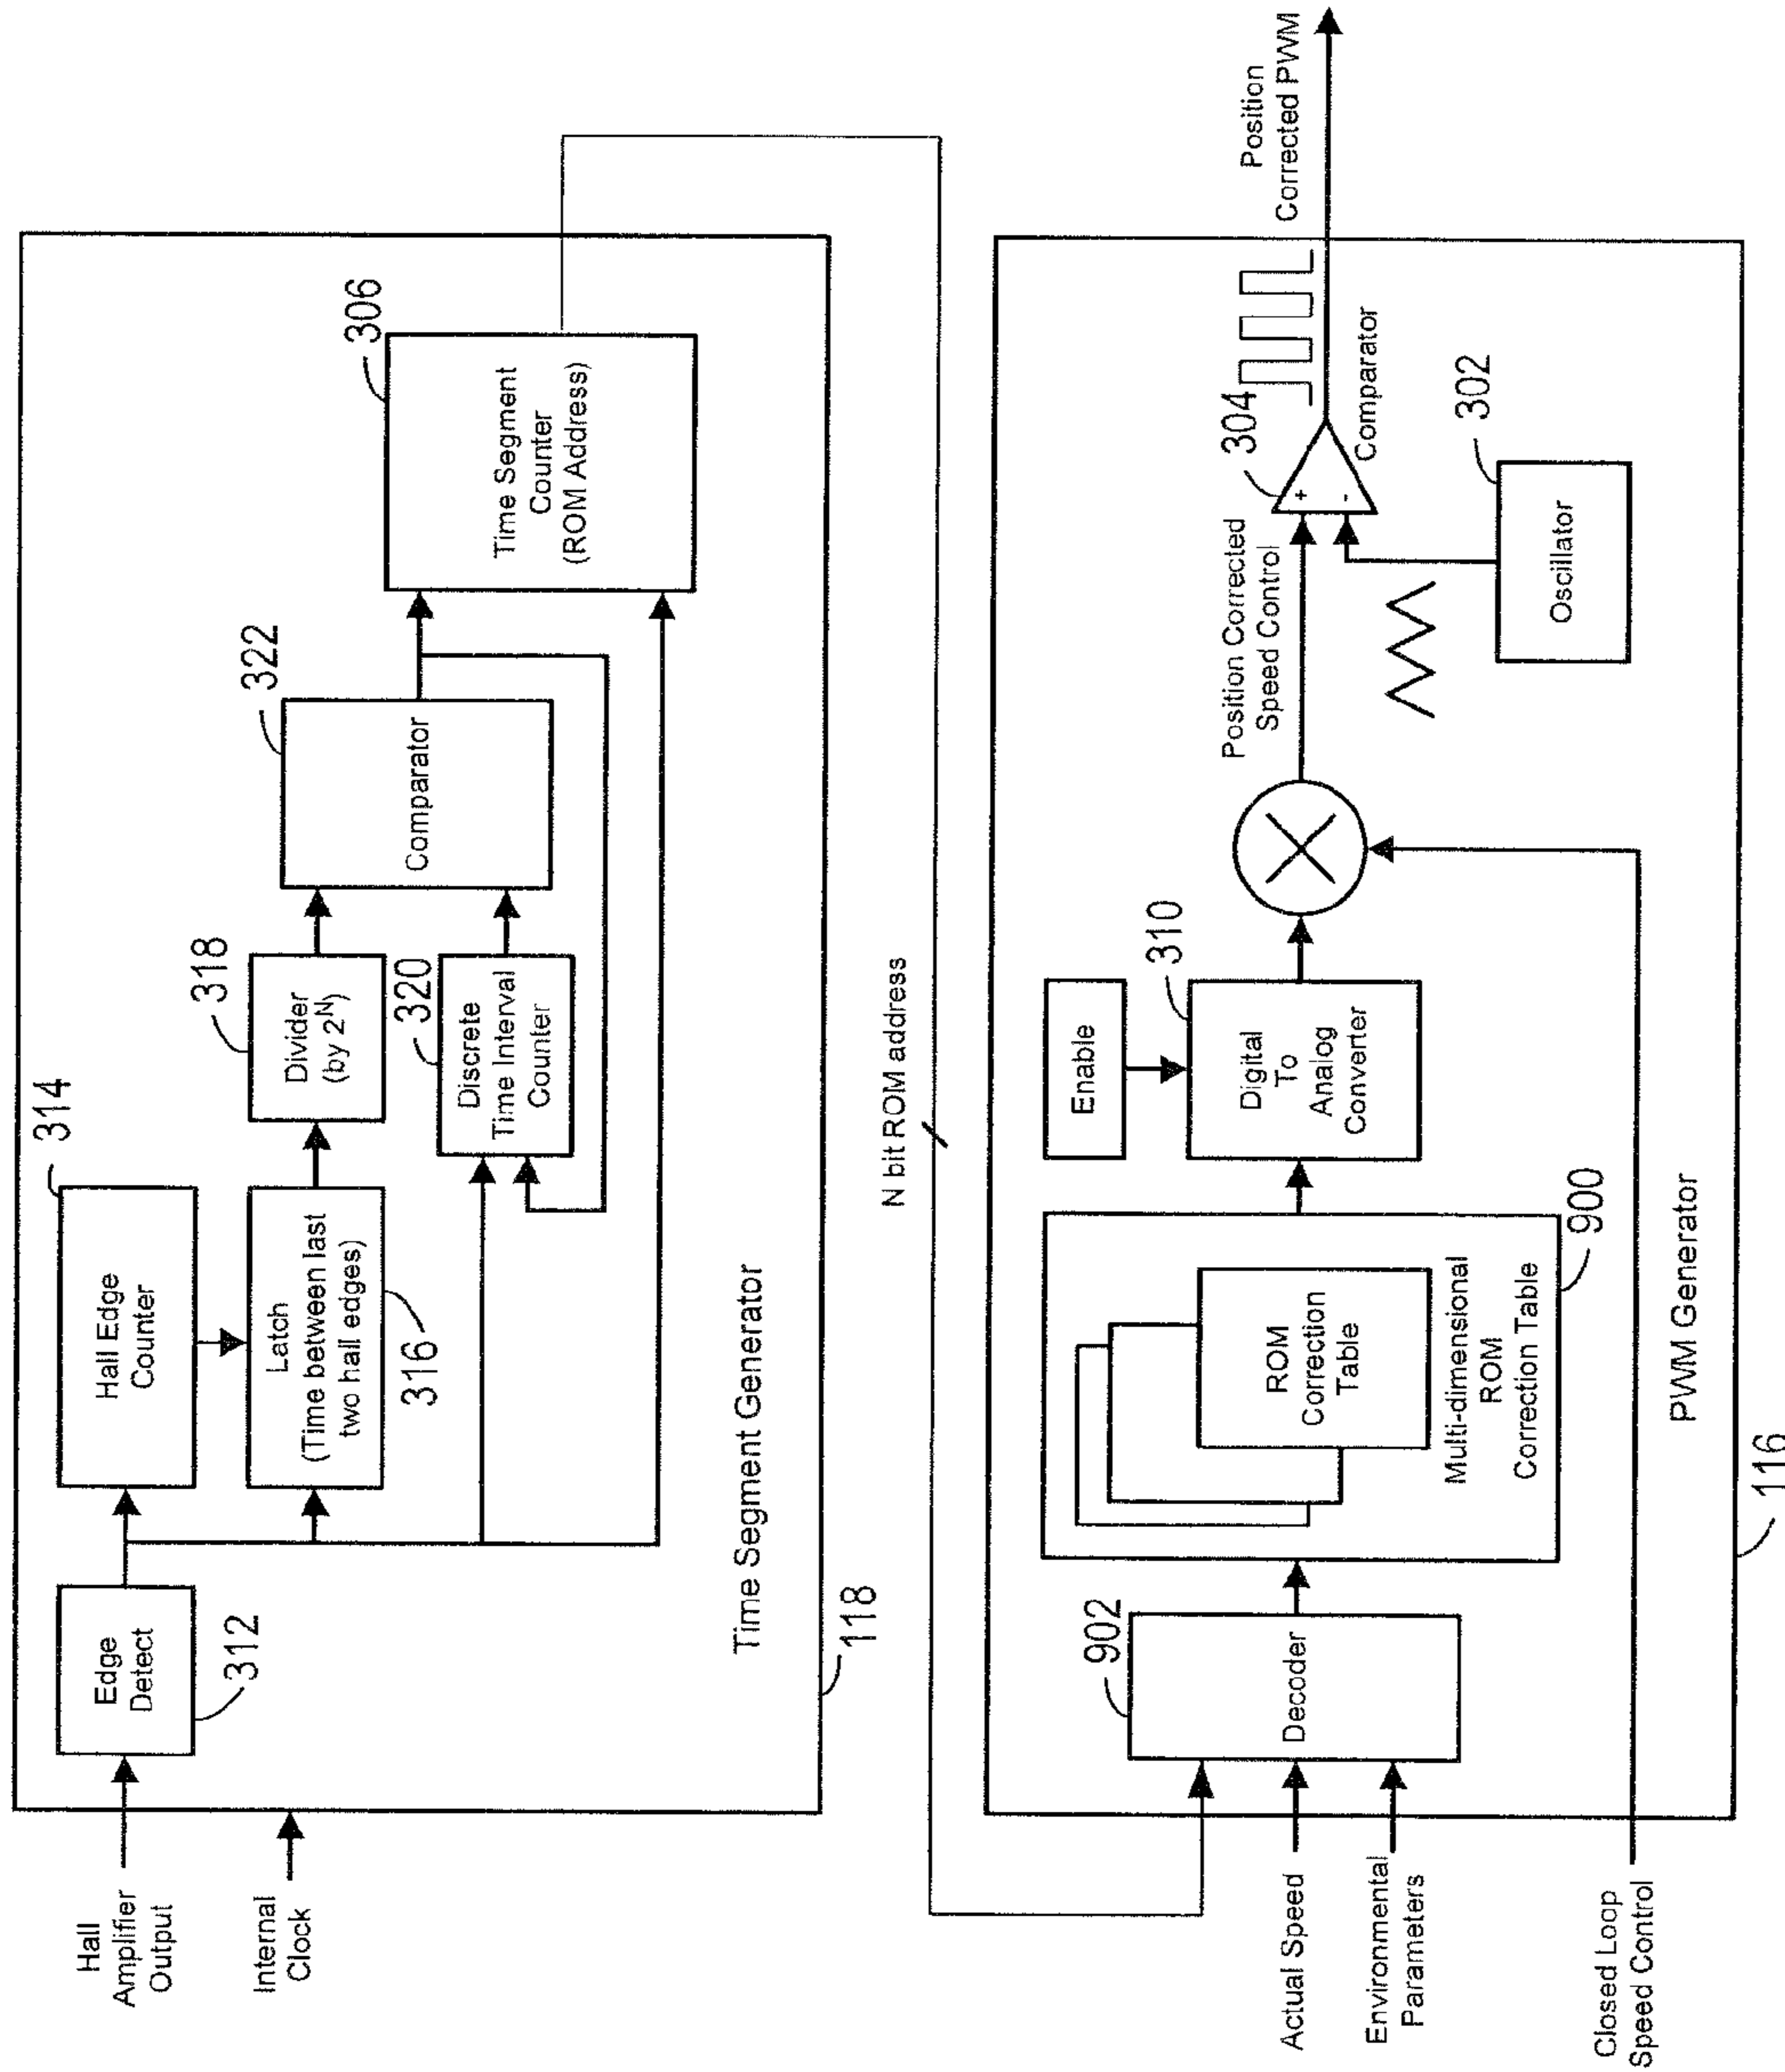 Hall
Amplifier
Output
Internal
Clock
Edge
Detect
312
Hall Edge
Counter
314
Latch
(Time between last
two hall edges)
316
Divider
(by 2^N)
318
Discrete
Time Interval
Counter
320
Comparator
322
Time Segment
Counter
(ROM Address)
306
Time Segment Generator
118
N bit ROM address
Actual Speed
Environmental
Parameters
Closed Loop
Speed Control
Decoder
902
ROM
Correction
Table
Multi-dimensional
ROM
Correction Table
900
Enable
Digital
To
Analog
Converter
310
Position Corrected
Speed Control
+
-
304
Comparator
Oscillator
302
Position
Corrected PWM
PWM Generator
116